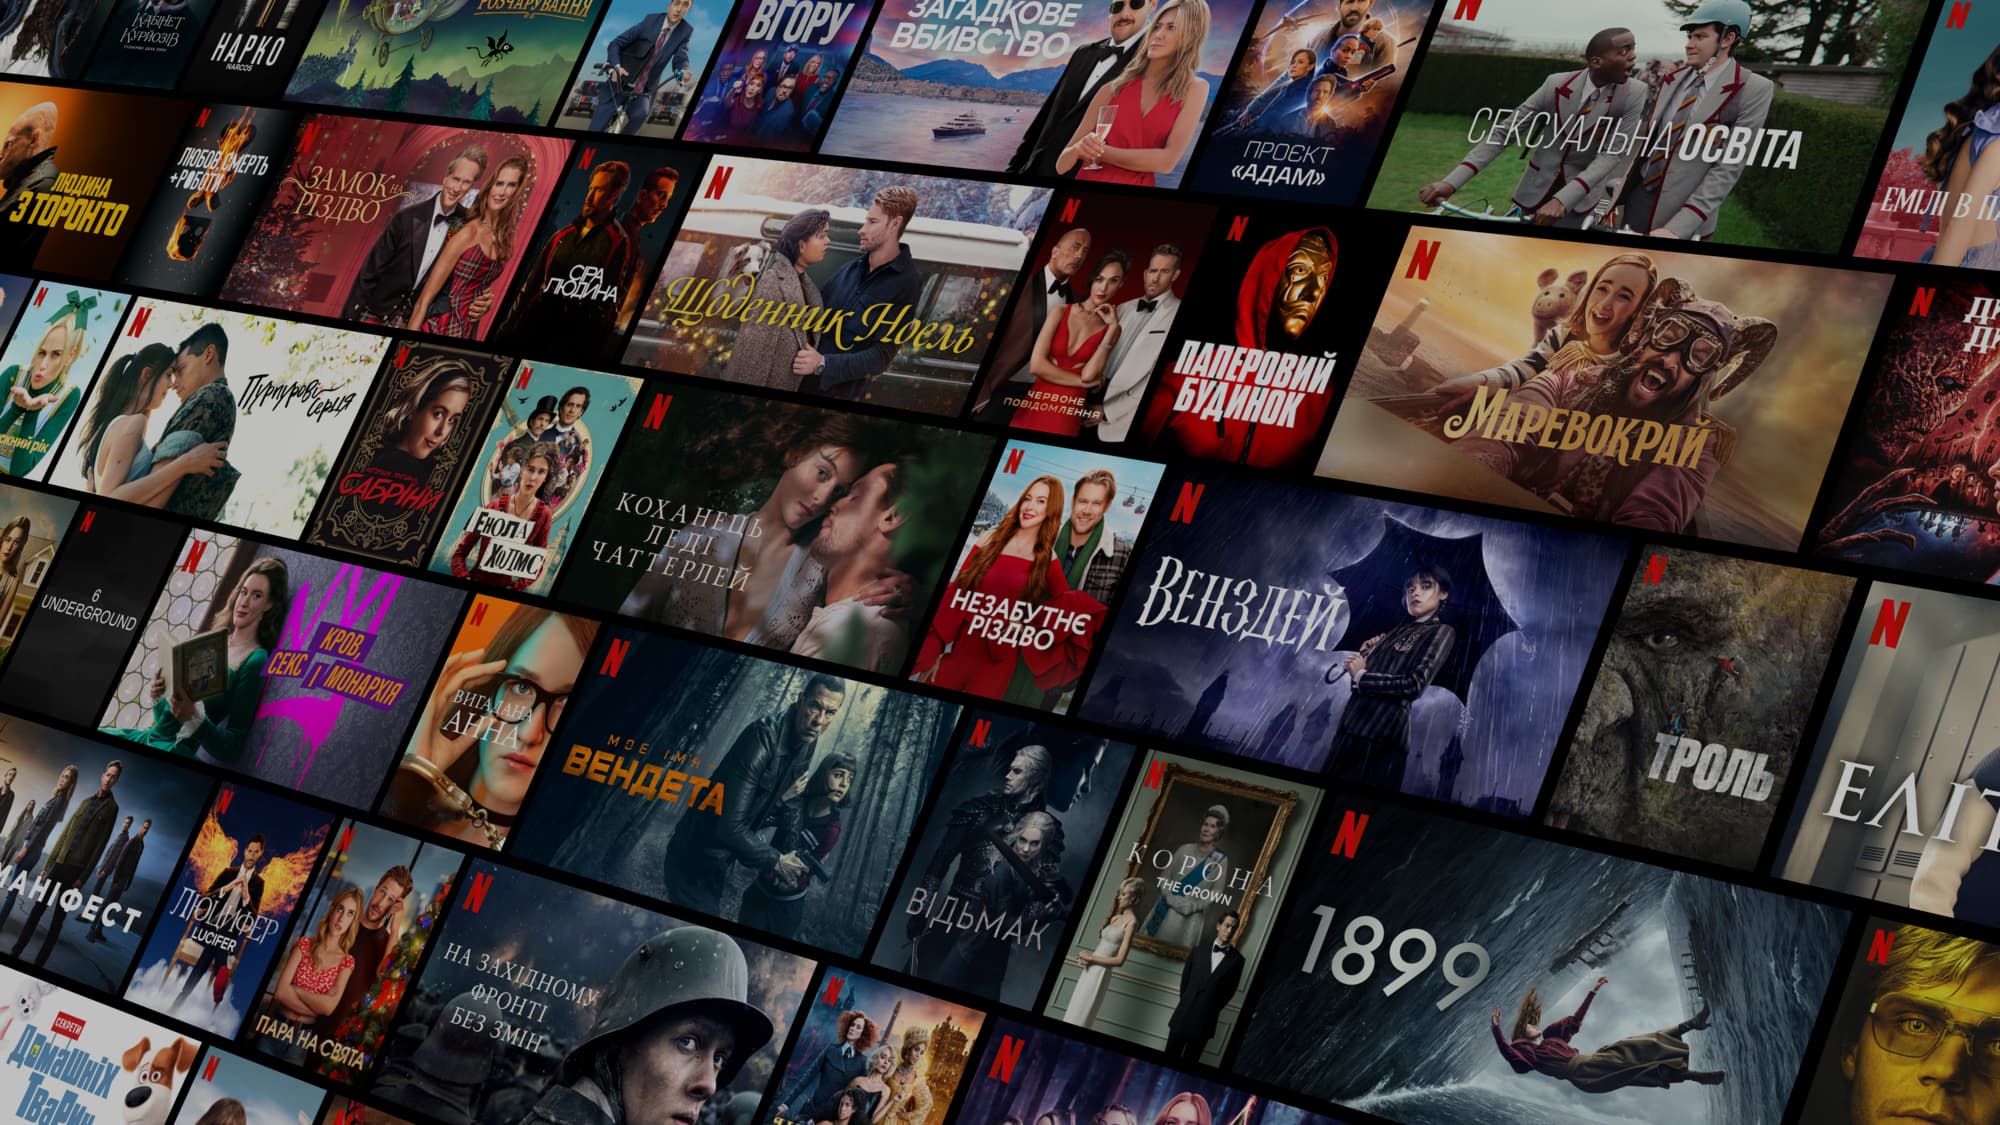 КАБІНЕТ
КУРЙОЗІВ
НАРКО
NARCOS
РОЗЧАРУВАННЯ
ВГОРУ
ЗАГАДКОВЕ
ВБИВСТВО
ПРОЄКТ
«АДАМ»
СЕКСУАЛЬНА ОСВІТА
ЕМІЛІ В
ЛЮДИНА
З ТОРОНТО
ЛЮБОВ, СМЕРТЬ
+РОБОТИ
ЗАМОК НА
РІЗДВО
СІРА
ЛЮДИНА
Щоденник Ноель
ЧЕРВОНЕ
ПОВІДОМЛЕННЯ
ПАПЕРОВИЙ
БУДИНОК
МАРЕВОКРАЙ
Пурпурові
серця
САБРІНИ
ЕНОЛА
ХОЛМС
КОХАНЕЦЬ
ЛЕДІ
ЧАТТЕРЛЕЙ
НЕЗАБУТНЄ
РІЗДВО
ВЕНЗДЕЙ
ТРОЛЬ
6
UNDERGROUND
КРОВ,
СЕКС І МОНАРХІЯ
ВИГАДАНА
АННА
МОЄ ІМ'Я
ВЕНДЕТА
ВІДЬМАК
КОРОНА
THE CROWN
1899
МАНІФЕСТ
ЛЮЦИФЕР
LUCIFER
ПАРА НА СВЯТА
НА ЗАХІДНОМУ
ФРОНТІ
БЕЗ ЗМІН
СЕКРЕТИ
Домашніх
Тварин